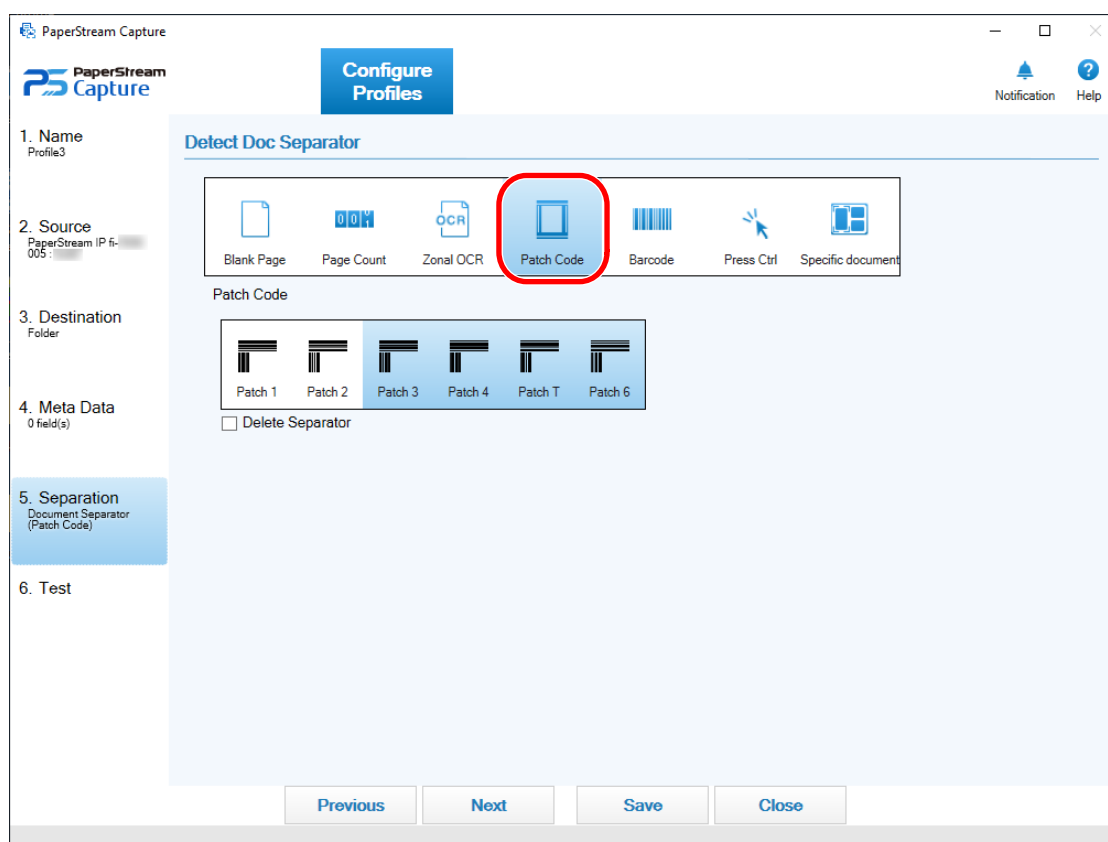 PaperStream Capture
PaperStream
Capture
Configure
Profiles
Notification
Help
1. Name
Profile3
Detect Doc Separator
2. Source
PaperStream IP fi-
005 :
001
OCR
Blank Page
Page Count
Zonal OCR
Patch Code
Barcode
Press Ctrl
Specific document
Patch Code
3. Destination
Folder
Patch 1
Patch 2
Patch 3
Patch 4
Patch T
Patch 6
Delete Separator
4. Meta Data
0 field(s)
5. Separation
Document Separator
(Patch Code)
6. Test
Previous
Next
Save
Close